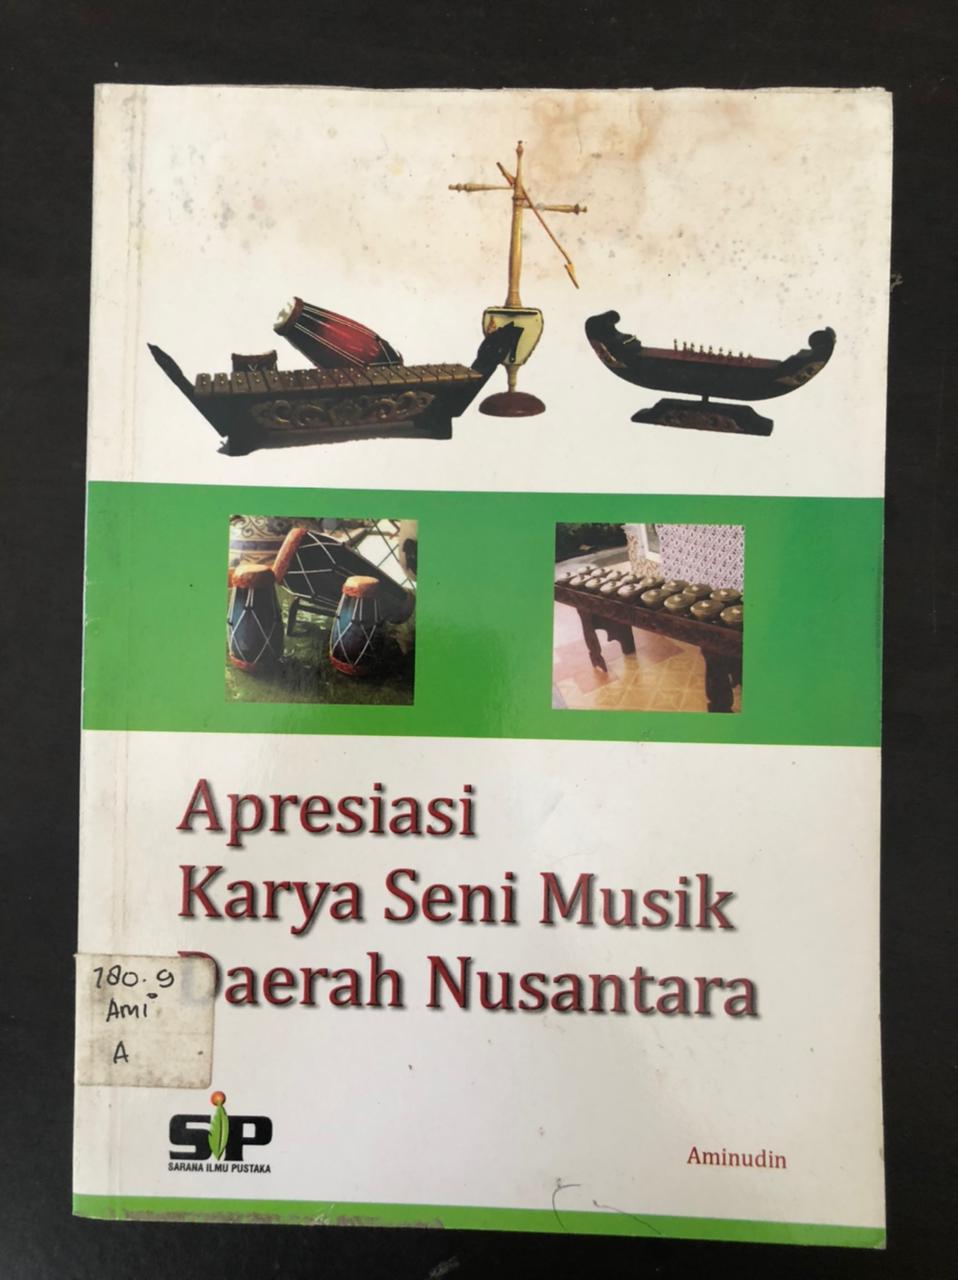 Apresiasi
Karya Seni Musik
Daerah Nusantara
780.9
Ami
A
SIP
SARANA ILMU PUSTAKA
Aminudin